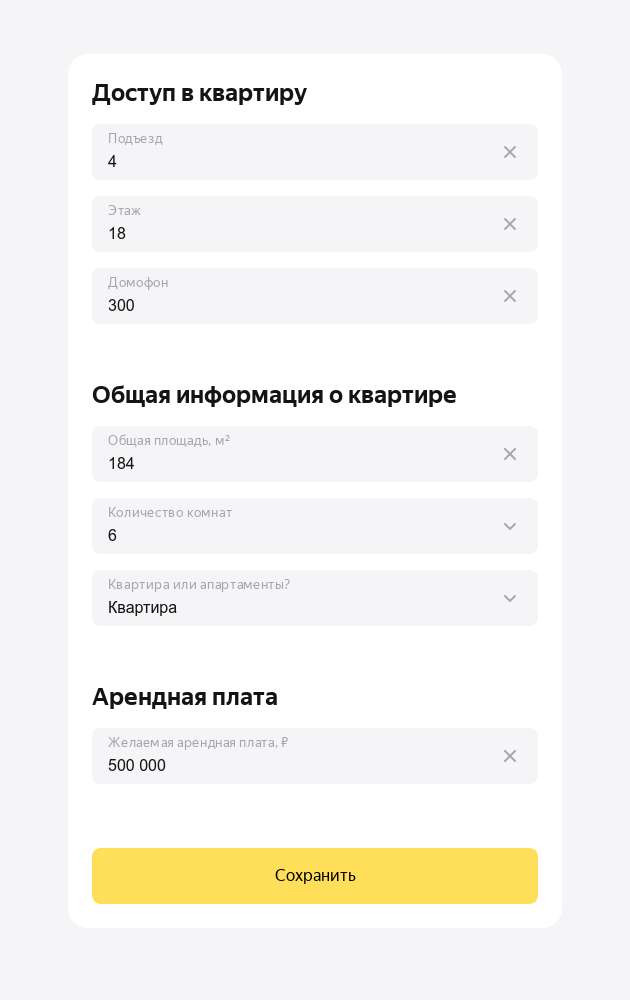 Доступ в квартиру
Подъезд
4
Этаж
18
Домофон
300
Общая информация о квартире
Общая площадь, м²
184
Количество комнат
6
Квартира или апартаменты?
Квартира
Арендная плата
Желаемая арендная плата, ₽
500 000
Сохранить